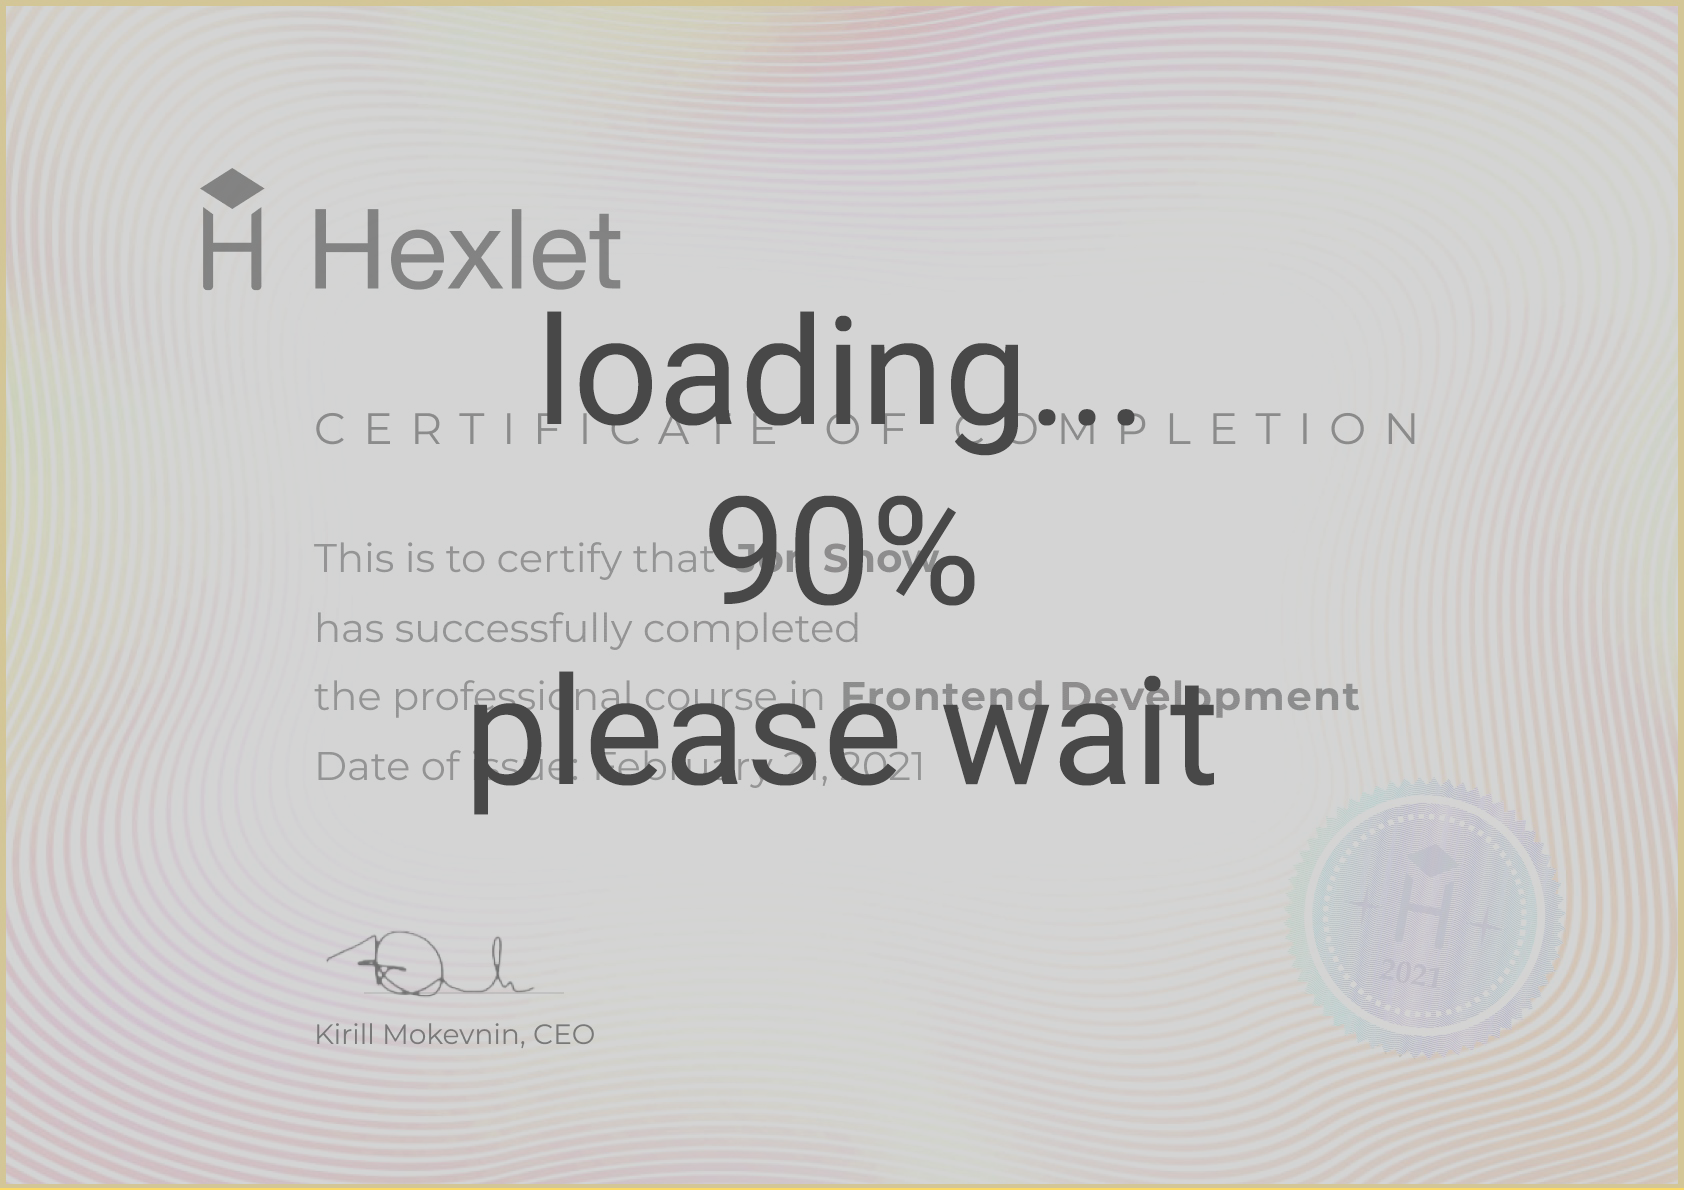 Hexlet
loading...
CERTIFICATE OF COMPLETION
90%
This is to certify that Jon Snow
has successfully completed
the professional course in Frontend Development
please wait
Date of issue: February 21, 2021
H
2021
Kirill Mokevnin, CEO